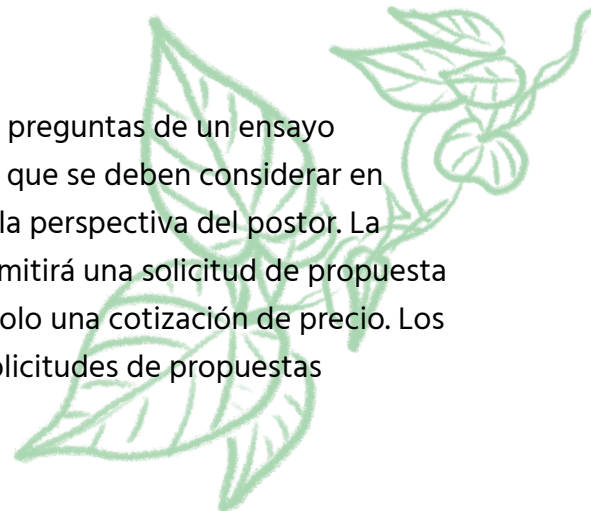 preguntas de un ensayo
que se deben considerar en
la perspectiva del postor. La
mitirá una solicitud de propuesta
olo una cotización de precio. Los
olicitudes de propuestas